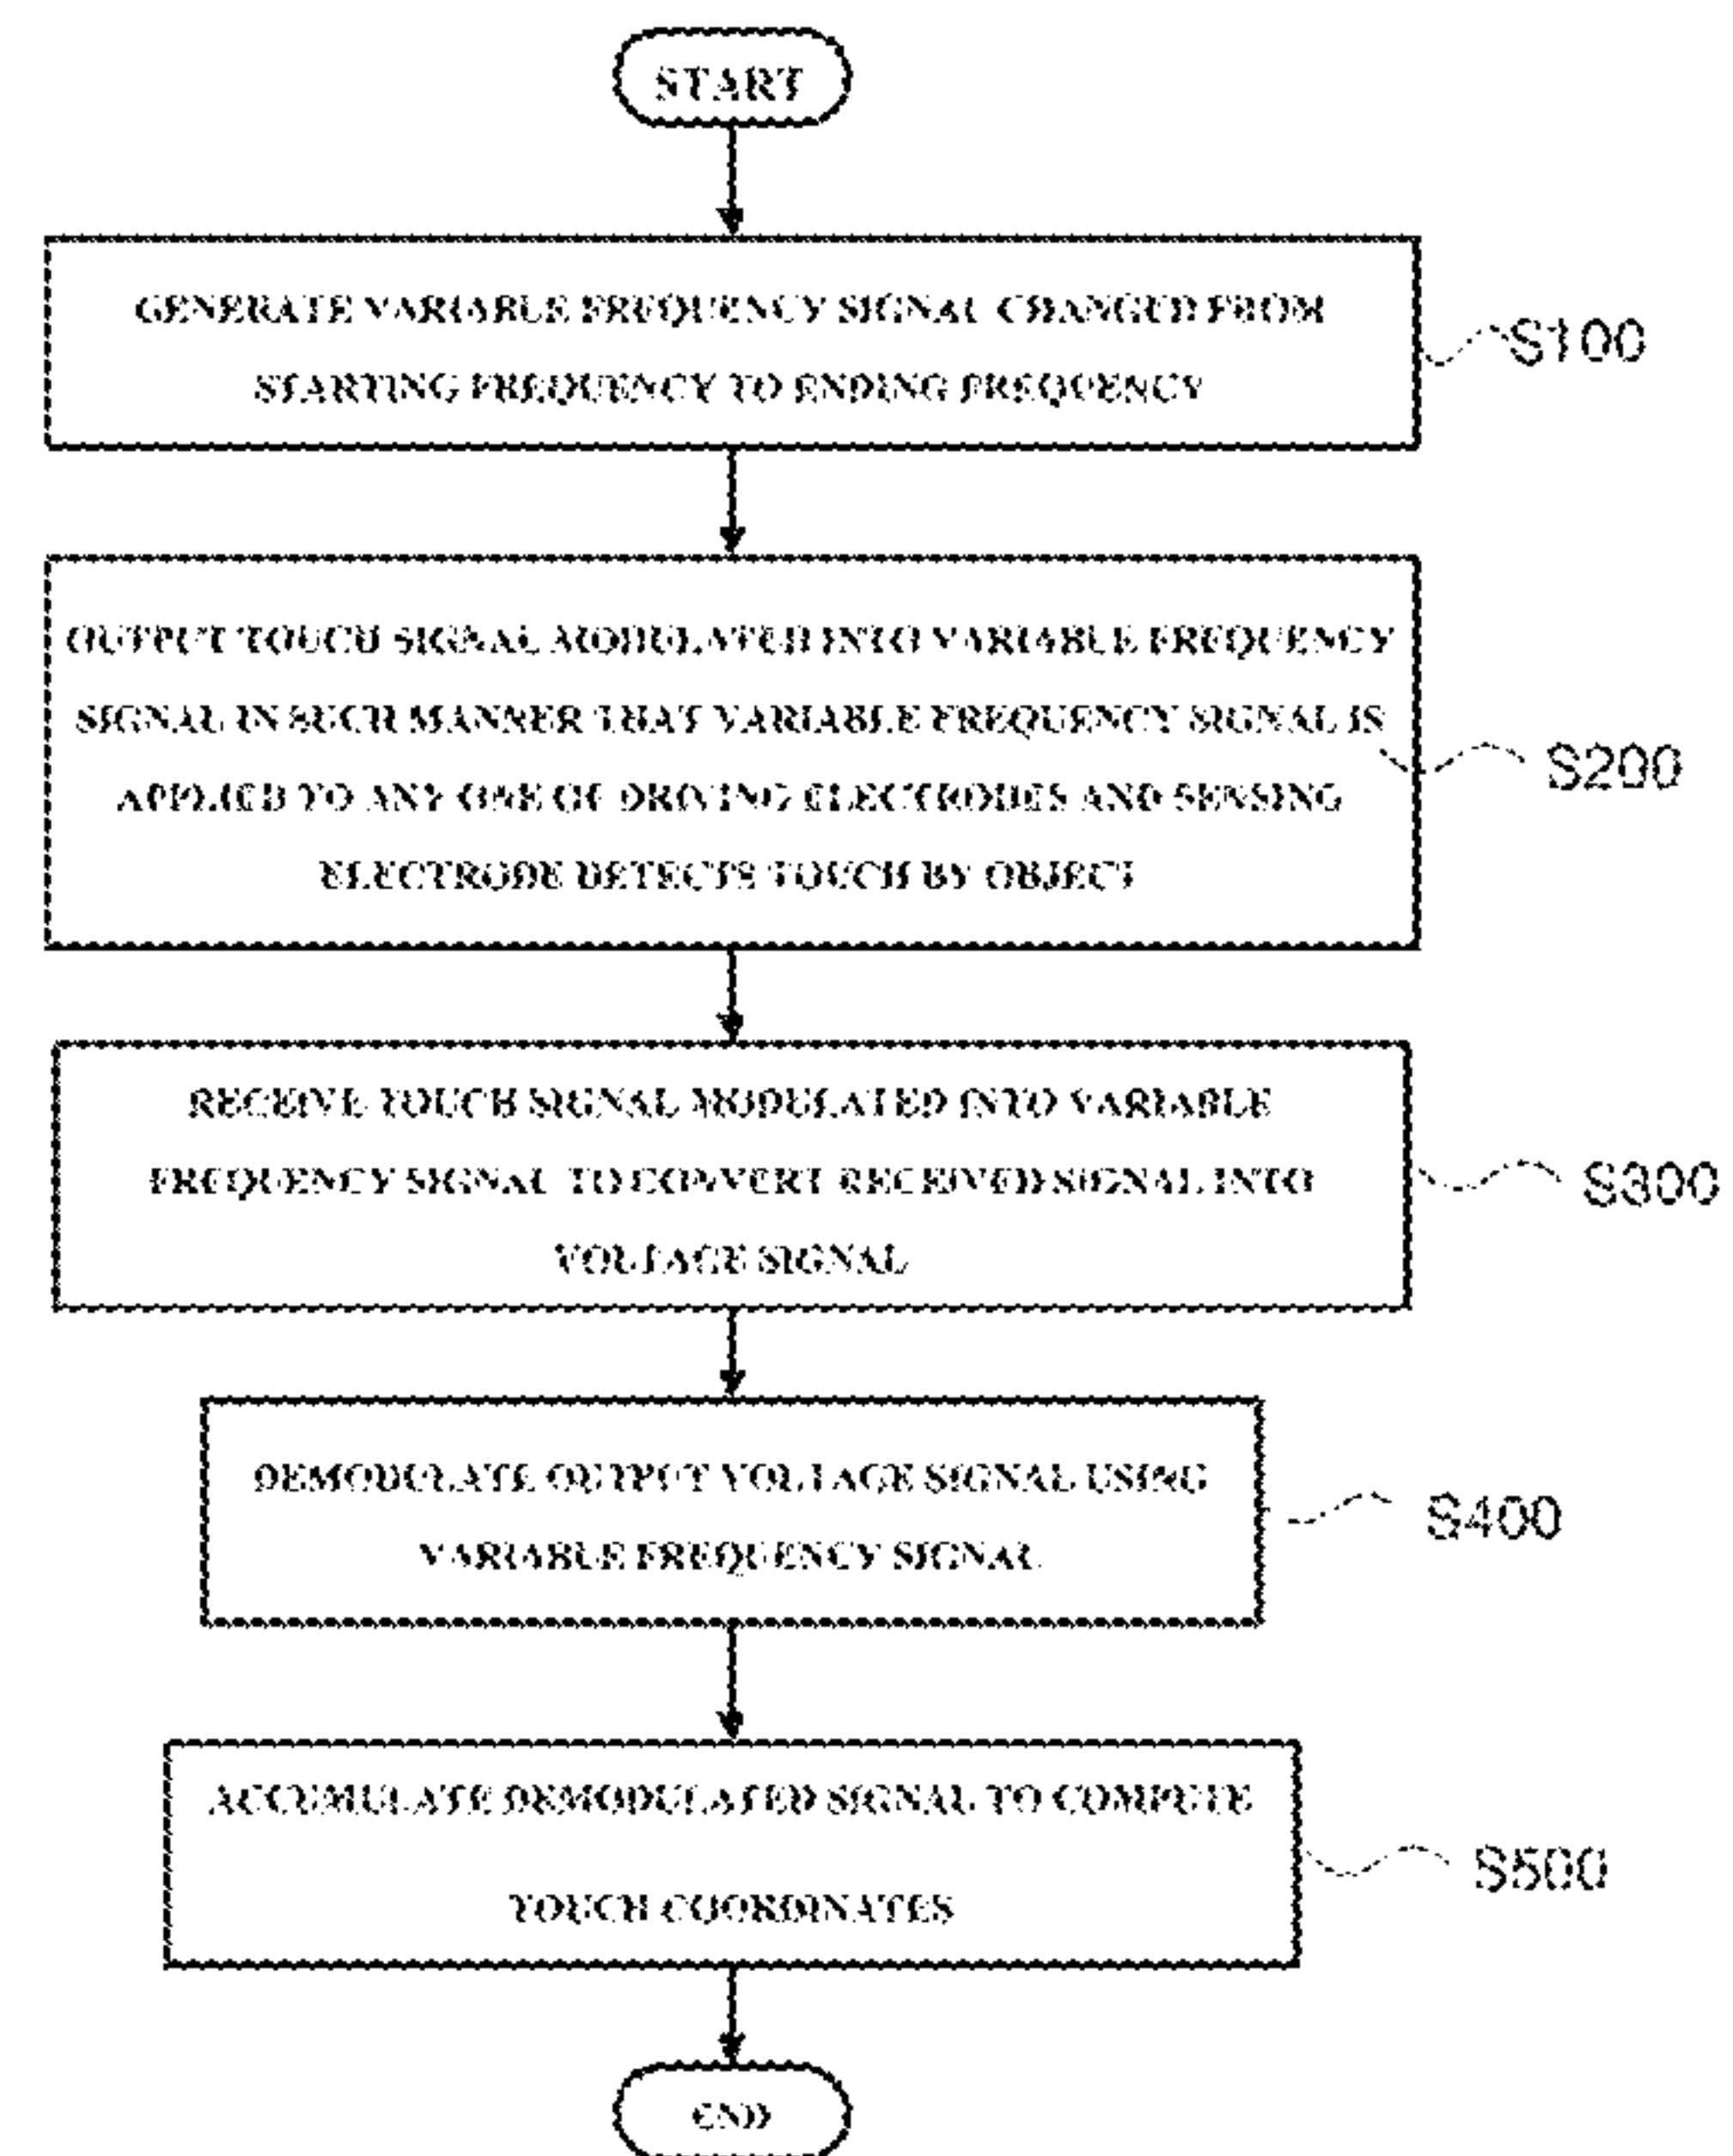 START
GENERATE VARIABLE FREQUENCY SIGNAL CHANGED FROM
STARTING FREQUENCY TO ENDING FREQUENCY
S100
OUTPUT TOUCH SIGNAL MODULATED INTO VARIABLE FREQUENCY
SIGNAL IN SUCH MANNER THAT VARIABLE FREQUENCY SIGNAL IS
APPLIED TO ANY ONE OF DRIVING ELECTRODES AND SENSING
ELECTRODE DETECTS TOUCH BY OBJECT
S200
RECEIVE TOUCH SIGNAL MODULATED INTO VARIABLE
FREQUENCY SIGNAL TO CONVERT RECEIVED SIGNAL INTO
VOLTAGE SIGNAL
S300
DEMODULATE OUTPUT VOLTAGE SIGNAL USING
VARIABLE FREQUENCY SIGNAL
S400
ACCUMULATE DEMODULATED SIGNAL TO COMPUTE
TOUCH COORDINATES
S500
END